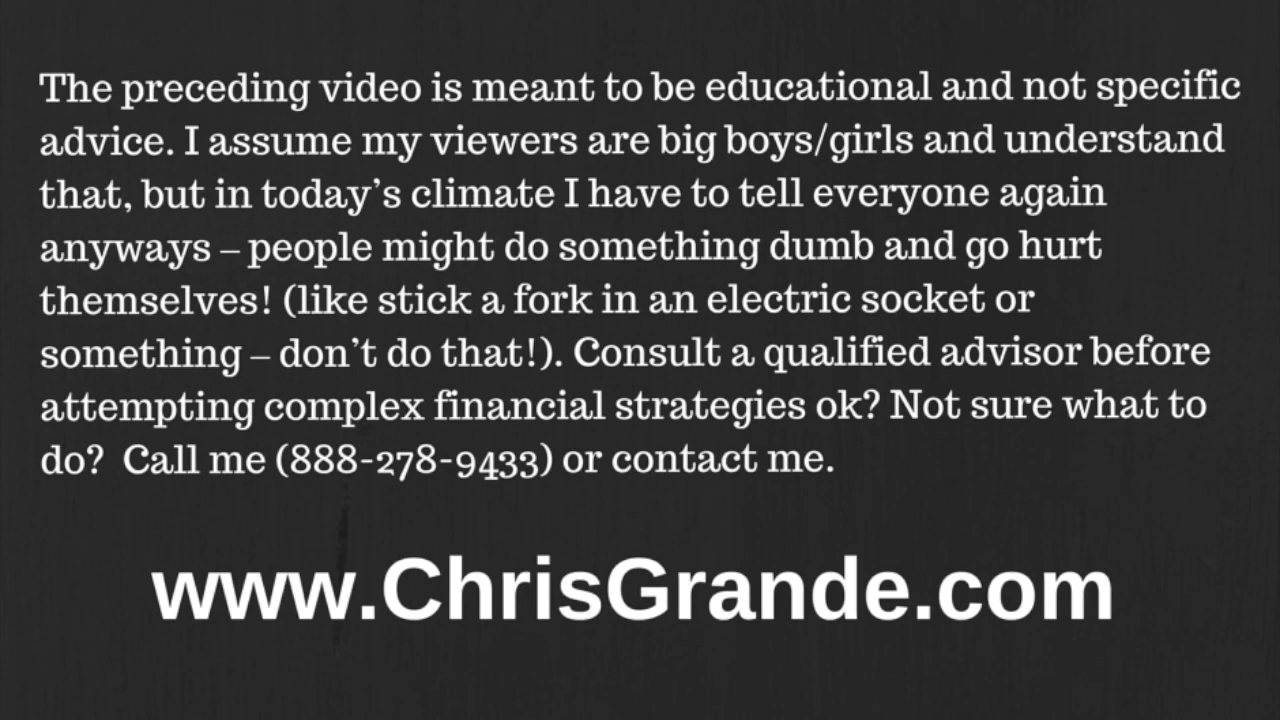 The preceding video is meant to be educational and not specific
advice. I assume my viewers are big boys/girls and understand
that, but in today’s climate I have to tell everyone again
anyways – people might do something dumb and go hurt
themselves! (like stick a fork in an electric socket or
something – don’t do that!). Consult a qualified advisor before
attempting complex financial strategies ok? Not sure what to
do?  Call me (888-278-9433) or contact me.
www.ChrisGrande.com